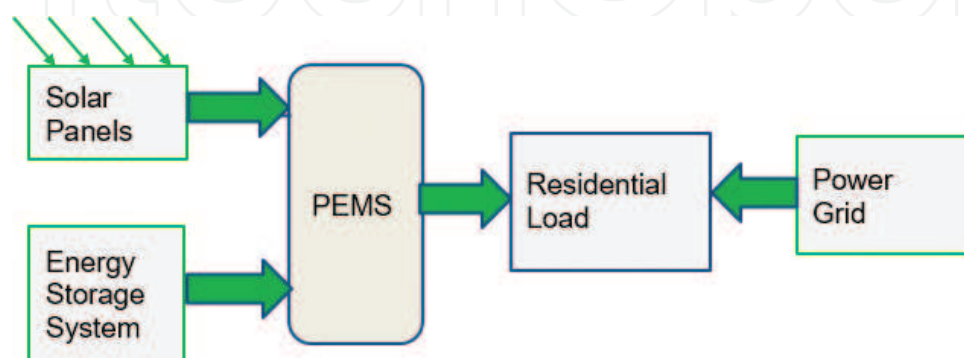 Solar
Panels
PEMS
Residential
Load
Power
Grid
Energy
Storage
System